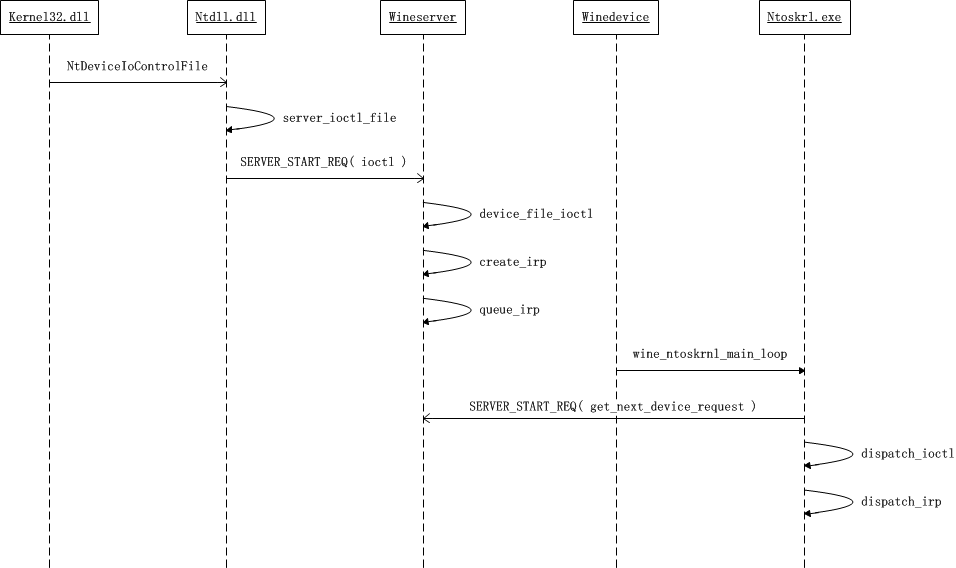 Kernel32.dll
Ntdll.dll
Wineserver
Winedevice
Ntoskrl.exe
NtDeviceIoControlFile
server_ioctl_file
SERVER_START_REQ( ioctl )
device_file_ioctl
create_irp
queue_irp
wine_ntoskrnl_main_loop
SERVER_START_REQ( get_next_device_request )
dispatch_ioctl
dispatch_irp